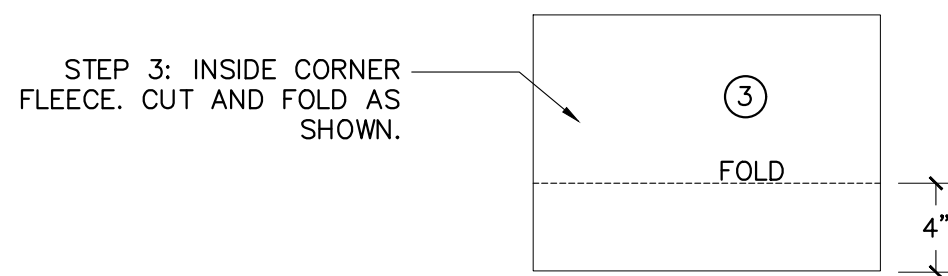 STEP 3: INSIDE CORNER
FLEECE. CUT AND FOLD AS
SHOWN.
3
FOLD
4"